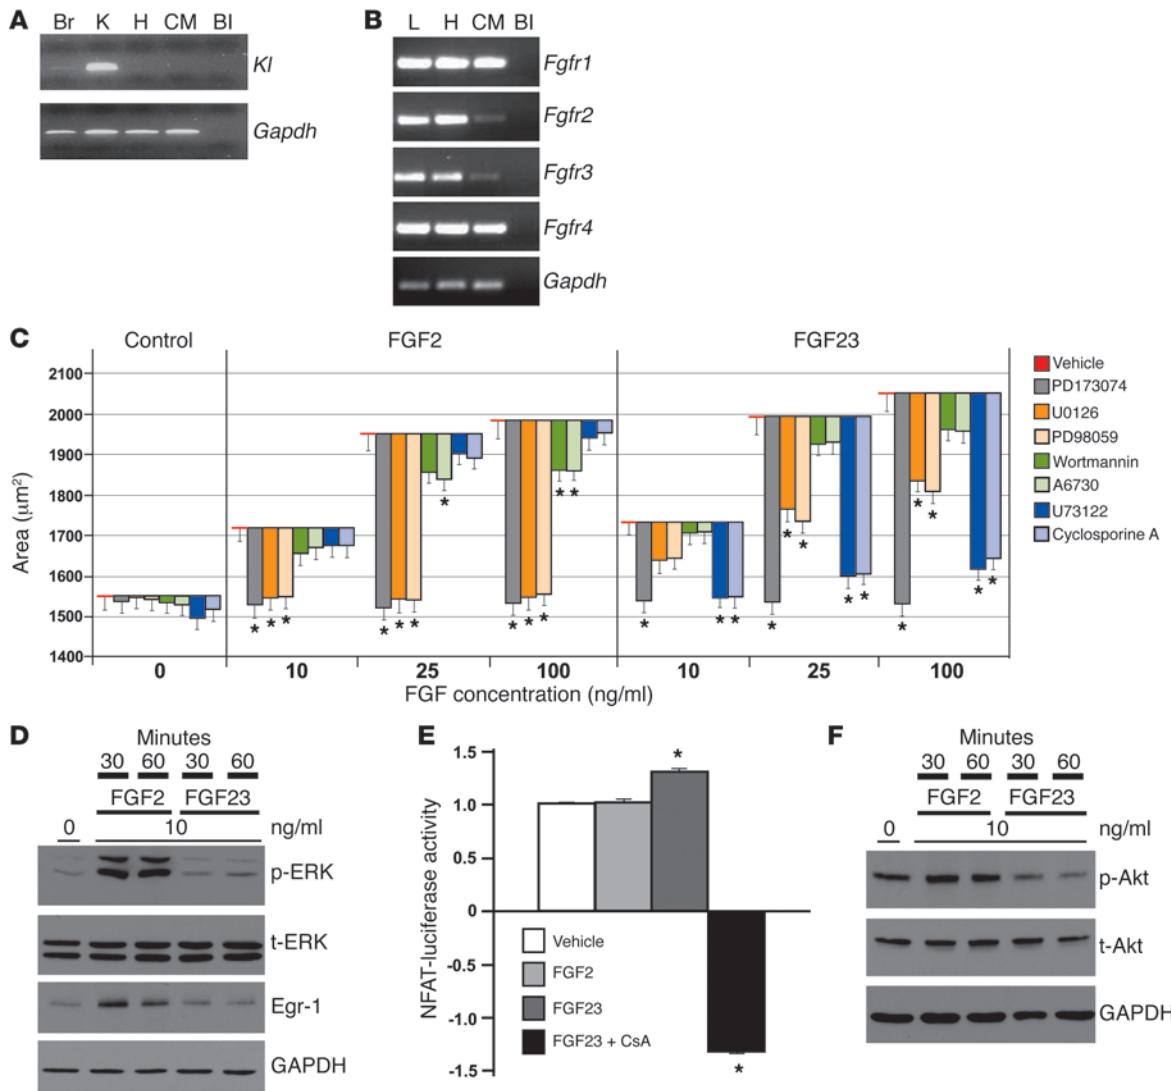 A
Br K H CM Bl
Kl
Gapdh
B
L H CM Bl
Fgfr1
Fgfr2
Fgfr3
Fgfr4
Gapdh
C
Control FGF2 FGF23
Area (μm²)
2100
2000
1900
1800
1700
1600
1500
1400
* * * * * * * * * * * * * * * * * * * * * * * * *
0 10 25 100 10 25 100
FGF concentration (ng/ml)
Vehicle
PD173074
U0126
PD98059
Wortmannin
A6730
U73122
Cyclosporine A
D
Minutes
30 60 30 60
FGF2 FGF23
0 10 ng/ml
p-ERK
t-ERK
Egr-1
GAPDH
E
NFAT-luciferase activity
1.5
1.0
0.5
0
-0.5
-1.0
-1.5
*
*
Vehicle
FGF2
FGF23
FGF23 + CsA
F
Minutes
30 60 30 60
FGF2 FGF23
0 10 ng/ml
p-Akt
t-Akt
GAPDH